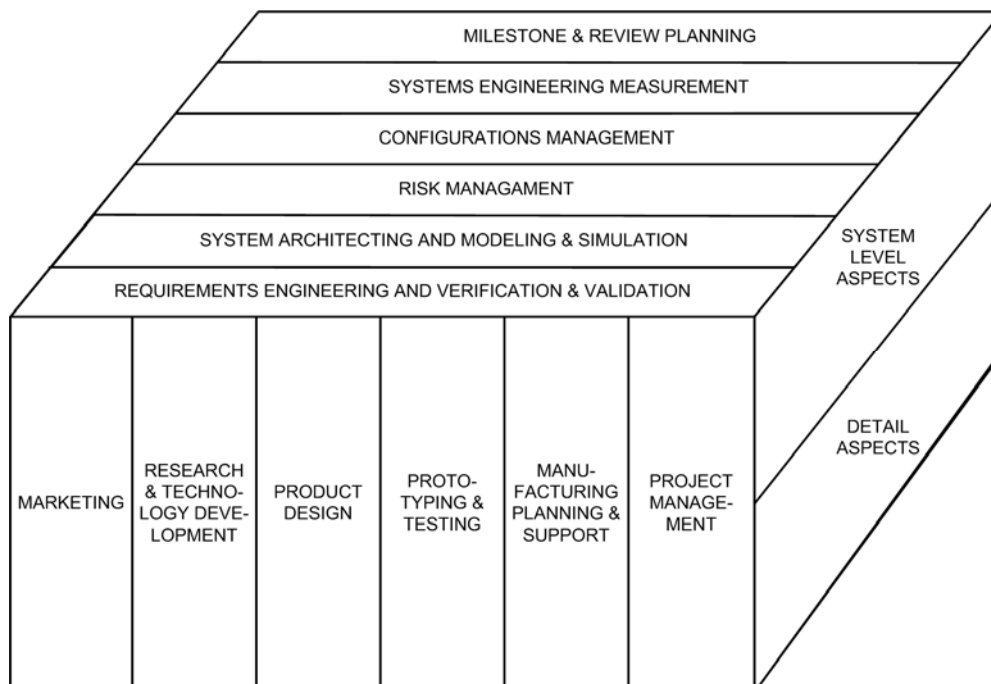 MILESTONE & REVIEW PLANNING
SYSTEMS ENGINEERING MEASUREMENT
CONFIGURATIONS MANAGEMENT
RISK MANAGAMENT
SYSTEM ARCHITECTING AND MODELING & SIMULATION
REQUIREMENTS ENGINEERING AND VERIFICATION & VALIDATION
SYSTEM
LEVEL
ASPECTS
DETAIL
ASPECTS
MARKETING
RESEARCH
& TECHNO-
LOGY DEVE-
LOPMENT
PRODUCT
DESIGN
PROTO-
TYPING &
TESTING
MANU-
FACTURING
PLANNING &
SUPPORT
PROJECT
MANAGE-
MENT